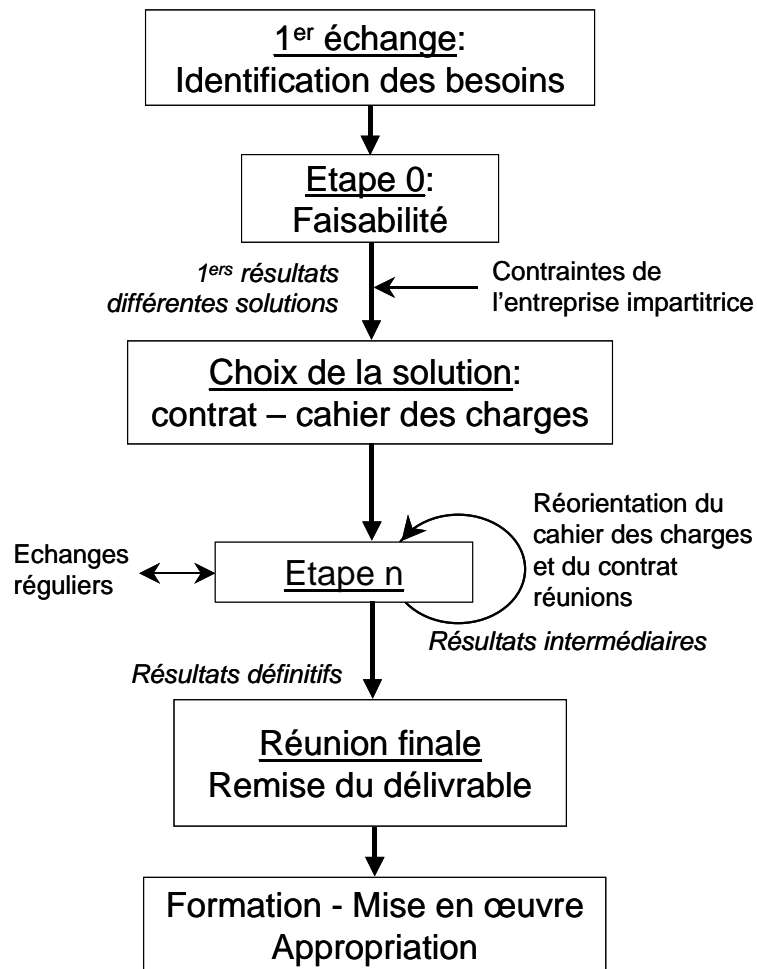 1er échange:
Identification des besoins
Etape 0:
Faisabilité
1ers résultats
différentes solutions
Contraintes de
l'entreprise impartitrice
Choix de la solution:
contrat – cahier des charges
Echanges
réguliers
Etape n
Réorientation du
cahier des charges
et du contrat
réunions
Résultats intermédiaires
Résultats définitifs
Réunion finale
Remise du délivrable
Formation - Mise en œuvre
Appropriation